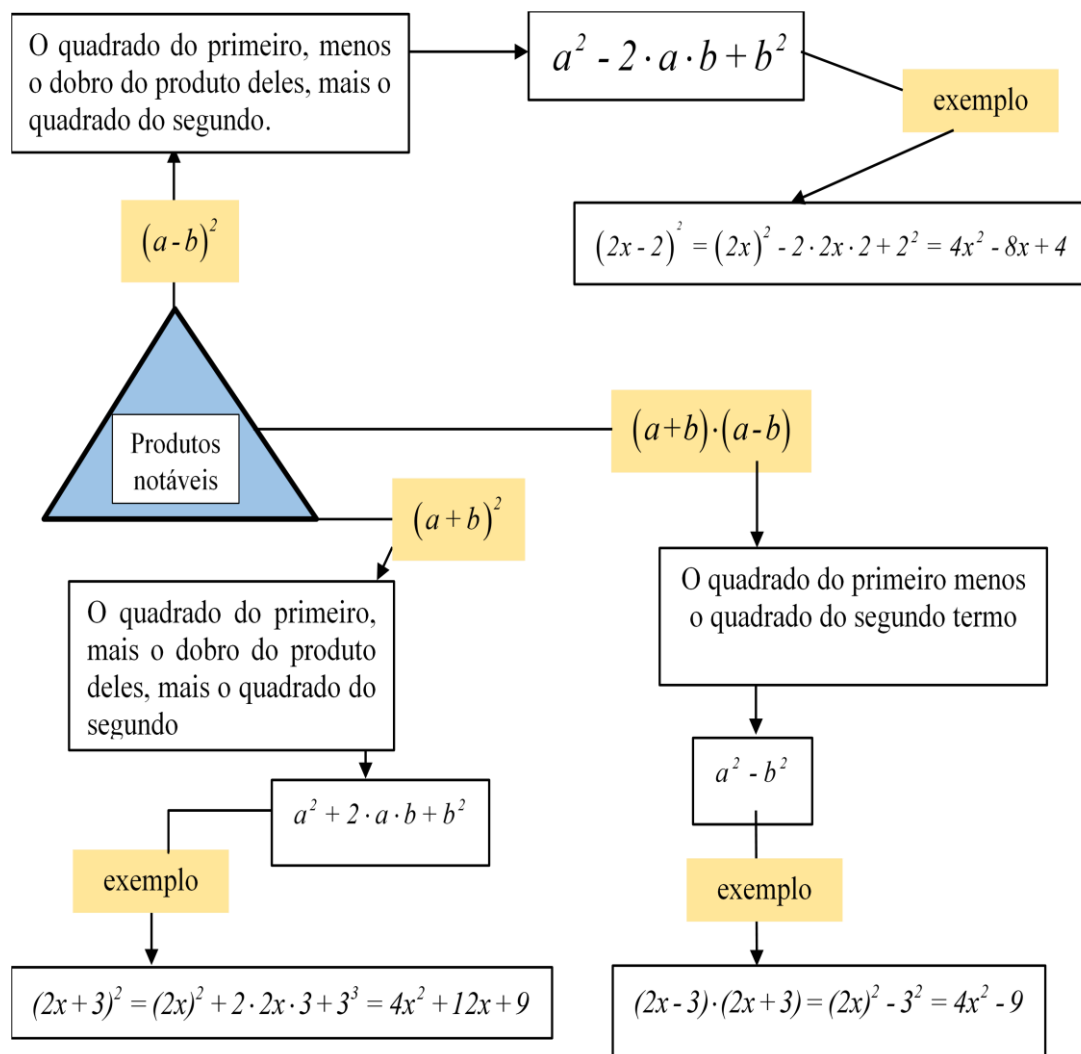 O quadrado do primeiro, menos
o dobro do produto deles, mais o
quadrado do segundo.
a² - 2·a·b + b²
exemplo
(2x - 2)² = (2x)² - 2·2x·2 + 2² = 4x² - 8x + 4
(a - b)²
Produtos
notáveis
(a+b)·(a-b)
(a + b)²
O quadrado do primeiro menos
o quadrado do segundo termo
O quadrado do primeiro,
mais o dobro do produto
deles, mais o quadrado do
segundo
a² - b²
a² + 2·a·b + b²
exemplo
exemplo
(2x + 3)² = (2x)² + 2·2x·3 + 3³ = 4x² + 12x + 9
(2x - 3)·(2x + 3) = (2x)² - 3² = 4x² - 9